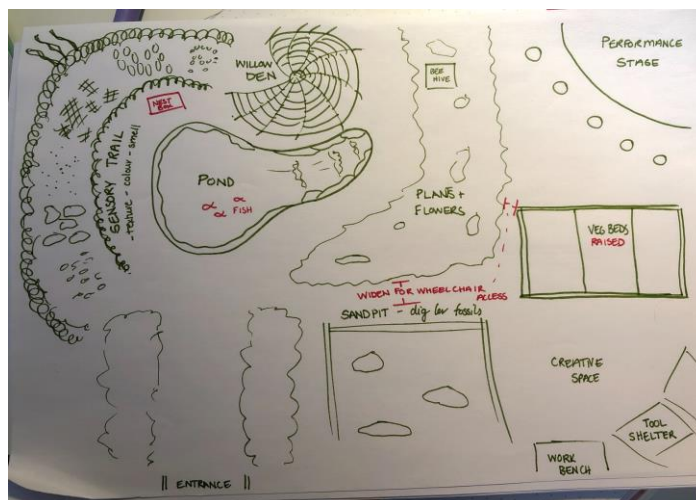 PERFORMANCE
STAGE
WILLOW
DEN
BEE
HIVE
NEST
BOX
SENSORY TRAIL
- texture - colour - smell
POND
FISH
PLANTS +
FLOWERS
VEG BEDS
RAISED
WIDEN FOR WHEELCHAIR
ACCESS
SANDPIT - dig for fossils
CREATIVE
SPACE
TOOL
SHELTER
WORK
BENCH
ENTRANCE